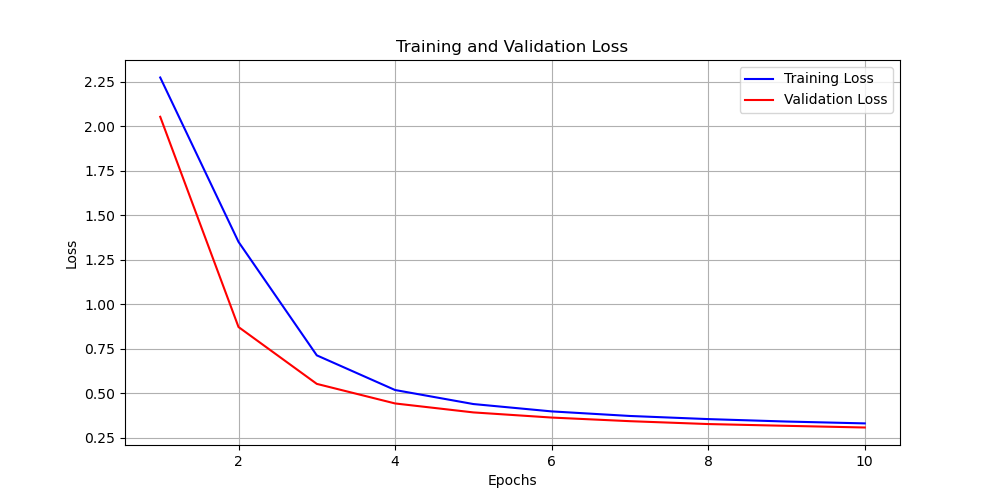 Training and Validation Loss
Training Loss
Validation Loss
2.25
2.00
1.75
1.50
1.25
1.00
0.75
0.50
0.25
Loss
2 4 6 8 10
Epochs